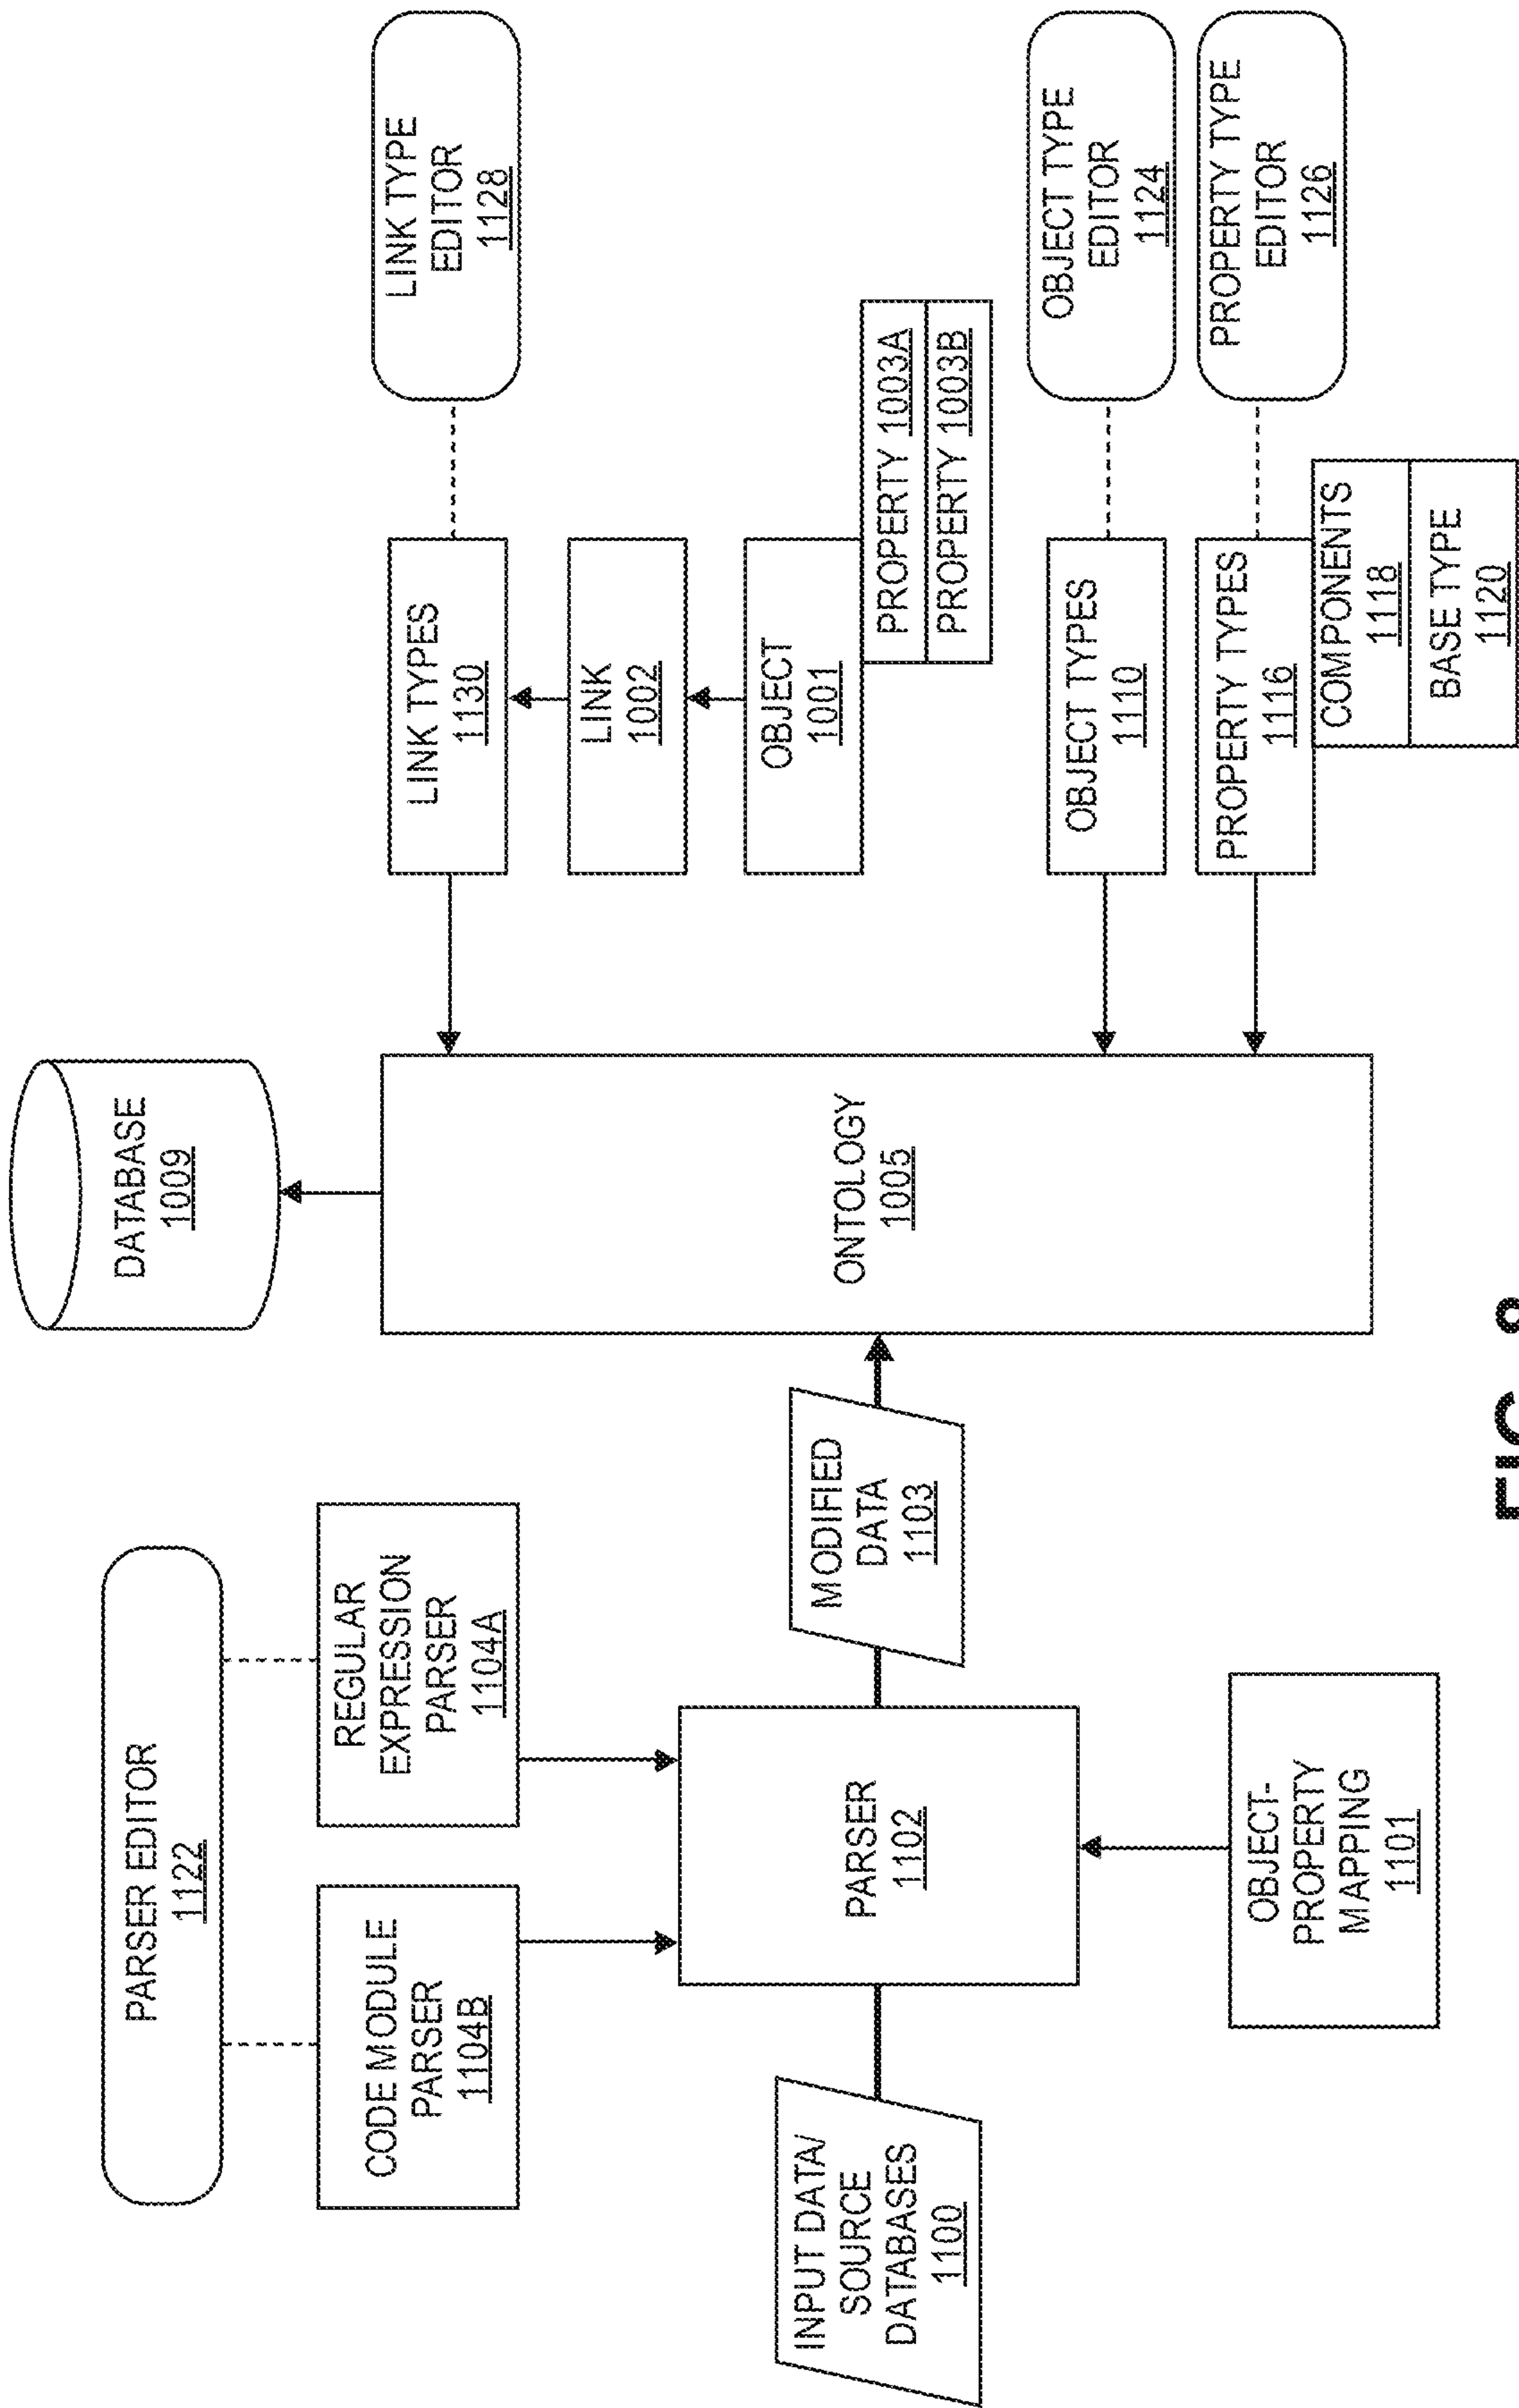 PARSER EDITOR
1122
CODE MODULE
PARSER
1104B
REGULAR
EXPRESSION
PARSER
1104A
INPUT DATA/
SOURCE
DATABASES
1100
PARSER
1102
MODIFIED
DATA
1103
OBJECT-
PROPERTY
MAPPING
1101
DATABASE
1009
ONTOLOGY
1005
LINK TYPES
1130
LINK TYPE
EDITOR
1128
LINK
1002
OBJECT
1001
PROPERTY 1003A
PROPERTY 1003B
OBJECT TYPES
1110
OBJECT TYPE
EDITOR
1124
PROPERTY TYPES
1116
PROPERTY TYPE
EDITOR
1126
COMPONENTS
1118
BASE TYPE
1120